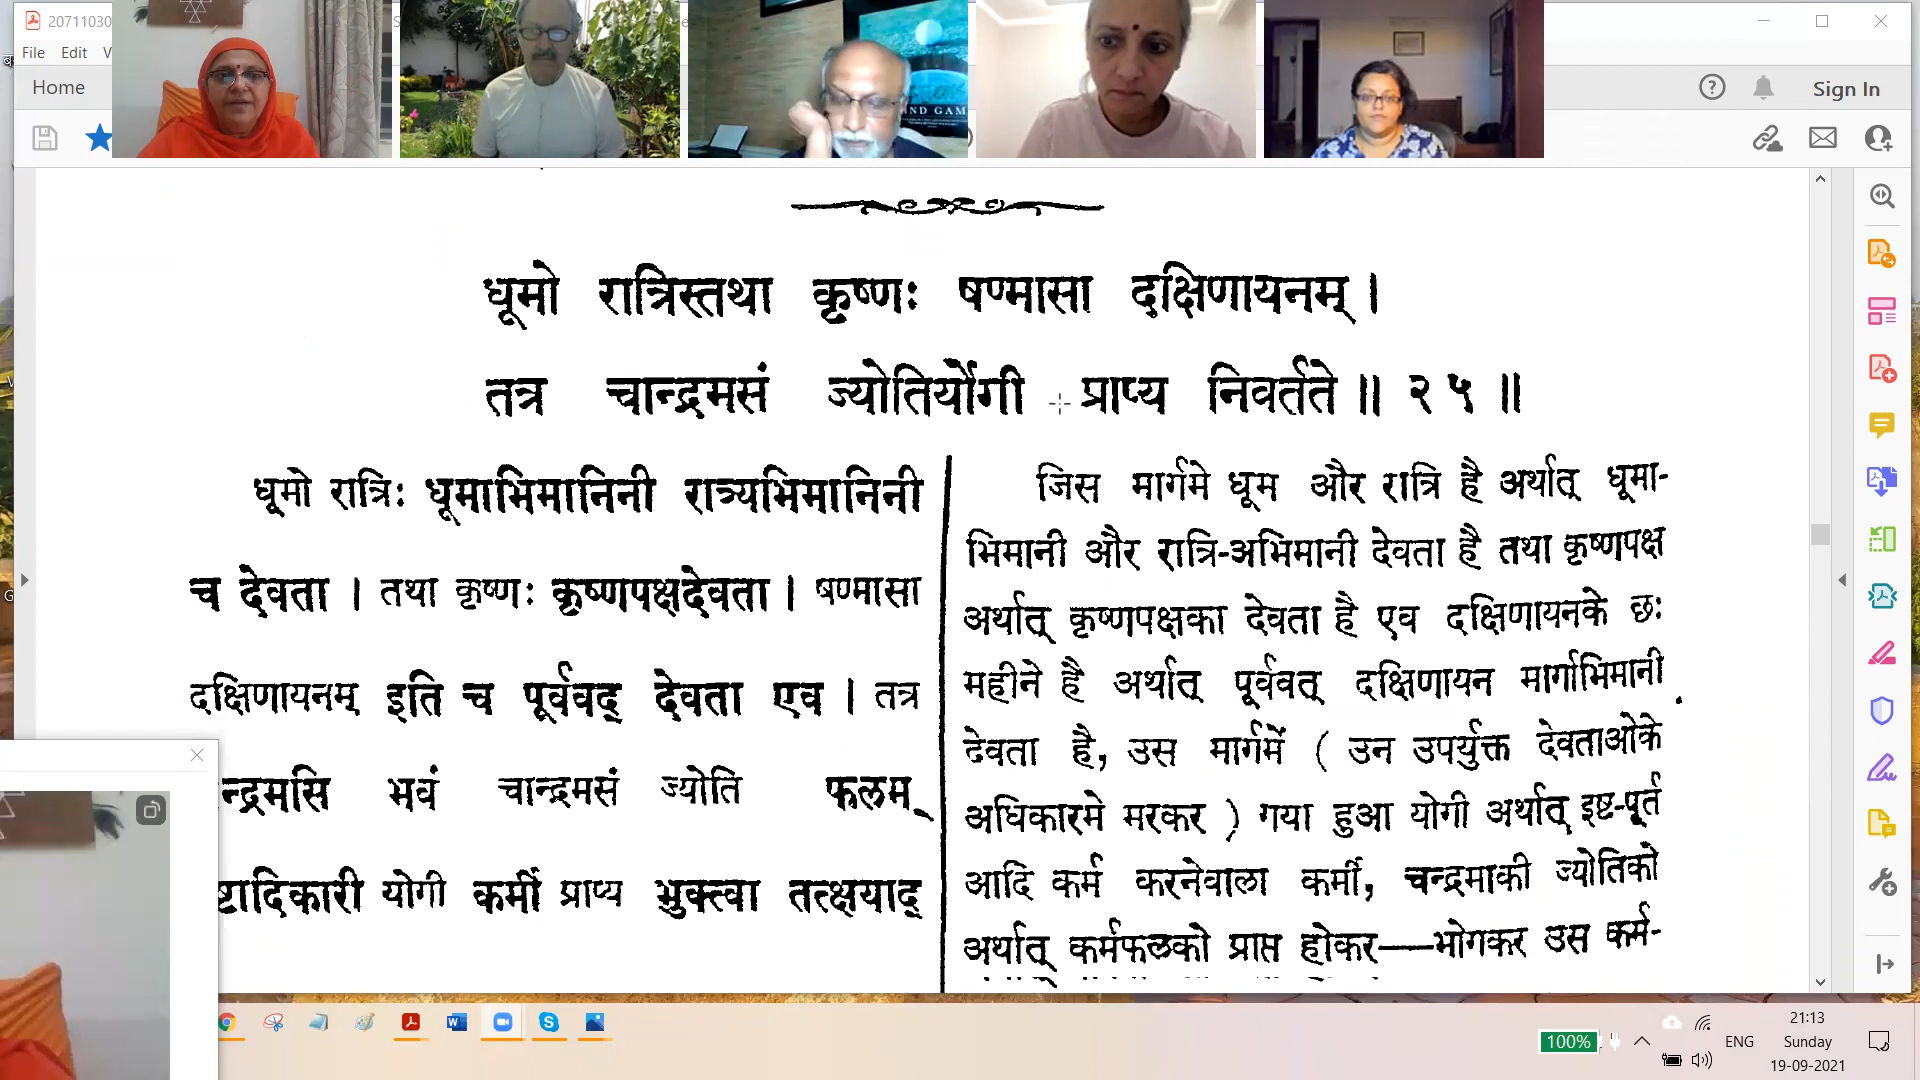 20711030
File Edit V
Home
Sign In
ND GAM
धूमो रात्रिस्तथा कृष्णः षण्मासा दक्षिणायनम् ।
तत्र चान्द्रमसं ज्योतिर्योगी प्राप्य निवर्तते ॥ २५ ॥
धूमो रात्रिः धूमाभिमानिनी रात्र्यभिमानिनी
च देवता । तथा कृष्णः कृष्णपक्षदेवता । षण्मासा
दक्षिणायनम् इति च पूर्ववद् देवता एव । तत्र
न्द्रमसि भवं चान्द्रमसं ज्योति फलम्
ष्टादिकारी योगी कर्मी प्राप्य भुक्त्वा तत्क्षयाद्
जिस मार्गमे धूम और रात्रि है अर्थात् धूमा-
भिमानी और रात्रि-अभिमानी देवता है तथा कृष्णपक्ष
अर्थात् कृष्णपक्षका देवता है एव दक्षिणायनके छः
महीने है अर्थात् पूर्ववत् दक्षिणायन मार्गाभिमानी
देवता है, उस मार्गमें ( उन उपर्युक्त देवताओके
अधिकारमे मरकर ) गया हुआ योगी अर्थात् इष्ट-पूर्त
आदि कर्म करनेवाला कर्मी, चन्द्रमाकी ज्योतिको
अर्थात् कर्मफलको प्राप्त होकर—भोगकर उस कर्म-
100%
ENG
21:13
Sunday
19-09-2021